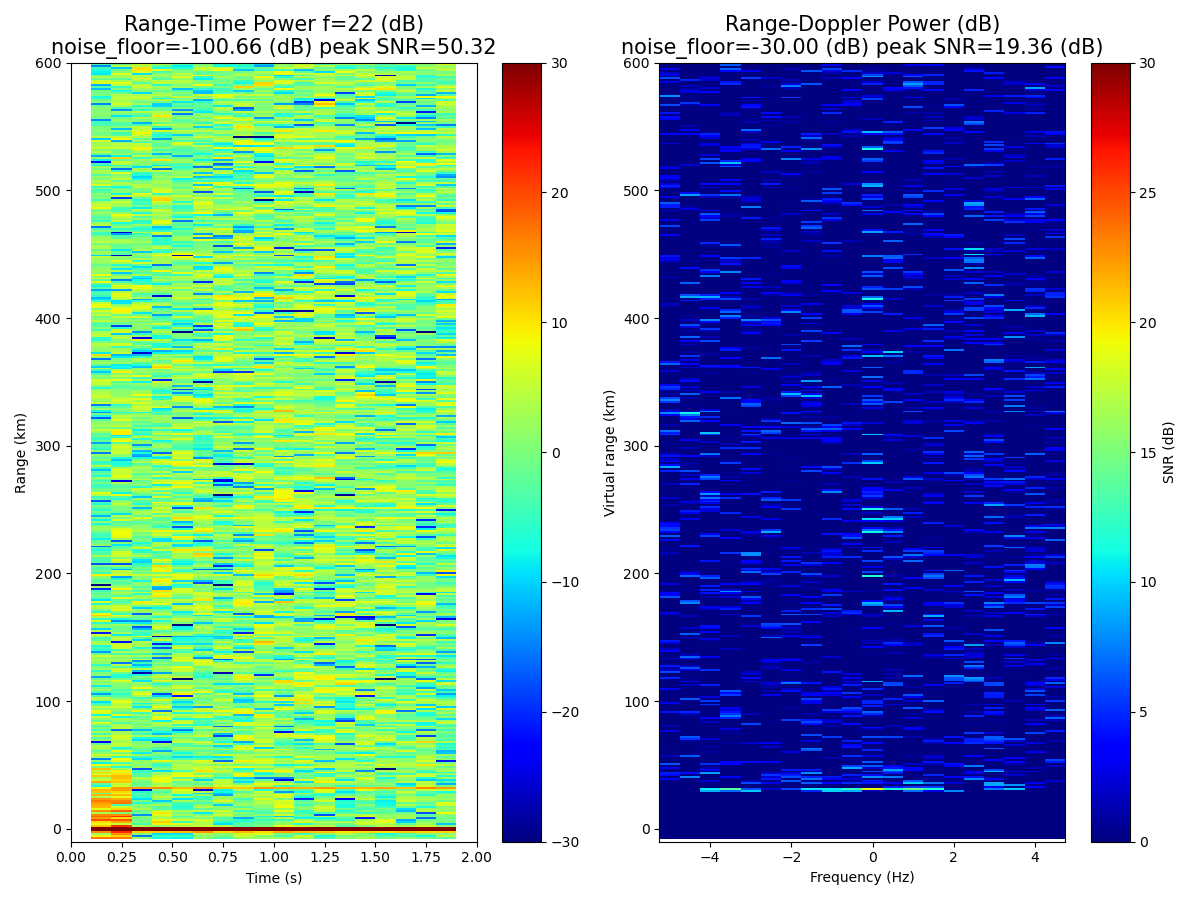 Range-Time Power f=22 (dB)
noise_floor=-100.66 (dB) peak SNR=50.32
Range (km)
600
500
400
300
200
100
0
0.00 0.25 0.50 0.75 1.00 1.25 1.50 1.75 2.00
Time (s)
30
20
10
0
−10
−20
−30
Range-Doppler Power (dB)
noise_floor=-30.00 (dB) peak SNR=19.36 (dB)
Virtual range (km)
600
500
400
300
200
100
0
−4 −2 0 2 4
Frequency (Hz)
30
25
20
15
10
5
0
SNR (dB)